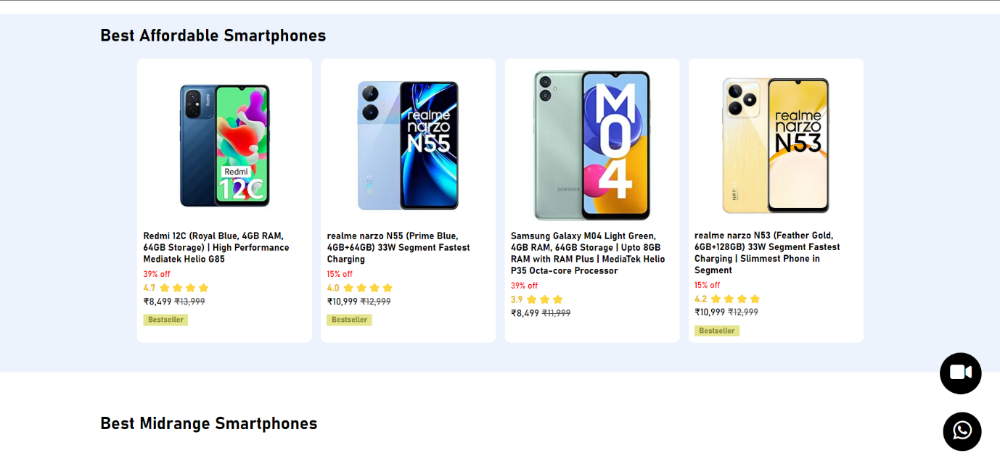 Best Affordable Smartphones
Redmi
Redmi
12C
realme
narzo
N55
SAMSUNG
M
0
4
realme
narzo
N53
Redmi 12C (Royal Blue, 4GB RAM,
64GB Storage) | High Performance
Mediatek Helio G85
39% off
4.7
₹8,499 ₹13,999
Bestseller
realme narzo N55 (Prime Blue,
4GB+64GB) 33W Segment Fastest
Charging
15% off
4.0
₹10,999 ₹12,999
Bestseller
Samsung Galaxy M04 Light Green,
4GB RAM, 64GB Storage | Upto 8GB
RAM with RAM Plus | MediaTek Helio
P35 Octa-core Processor
39% off
3.9
₹8,499 ₹11,999
realme narzo N53 (Feather Gold,
6GB+128GB) 33W Segment Fastest
Charging | Slimmest Phone in
Segment
15% off
4.2
₹10,999 ₹12,999
Bestseller
Best Midrange Smartphones